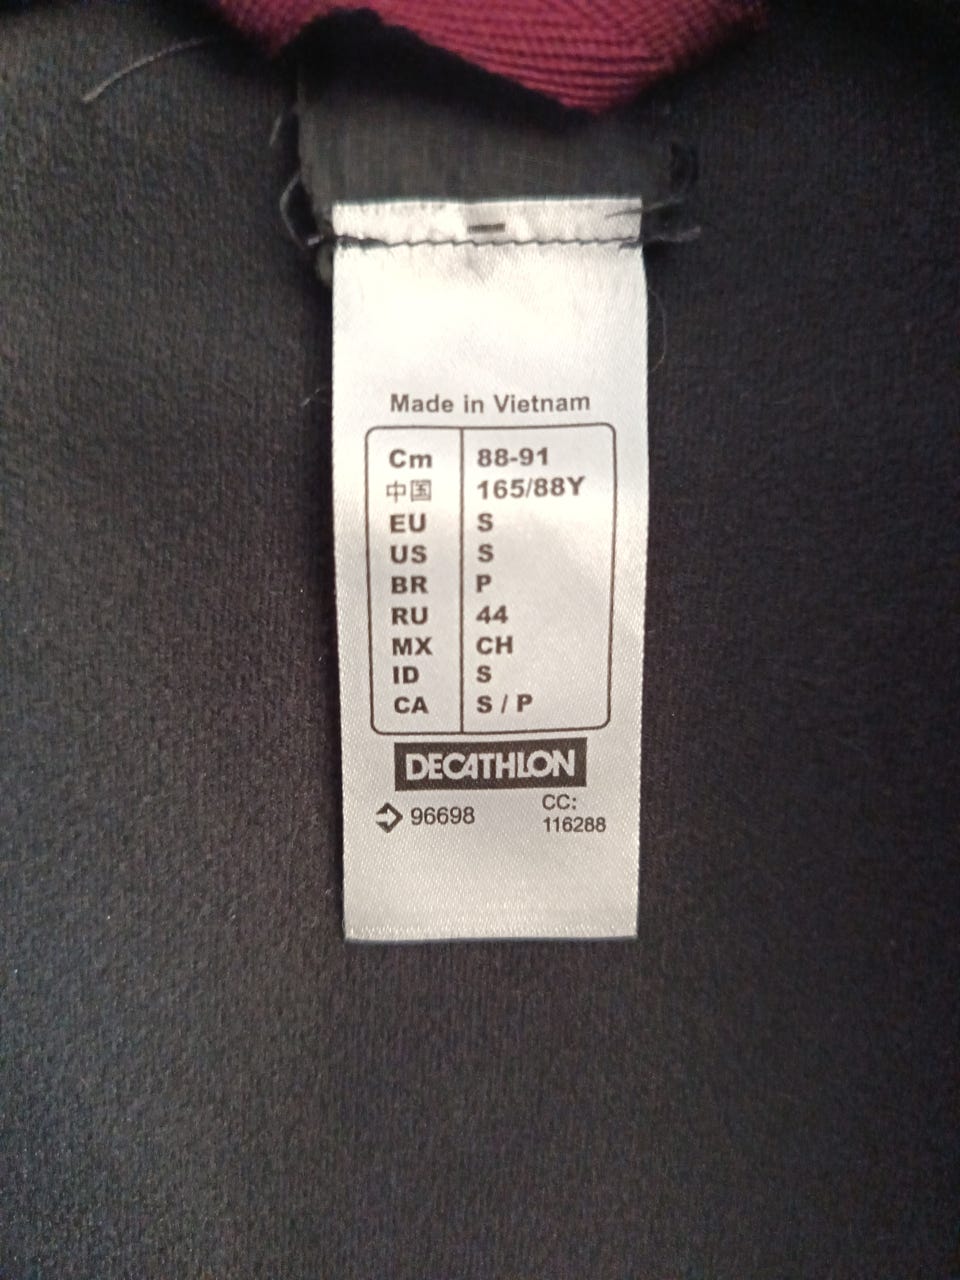 Made in Vietnam
Cm 88-91
中国 165/88Y
EU S
US S
BR P
RU 44
MX CH
ID S
CA S / P
DECATHLON
96698 CC:
116288